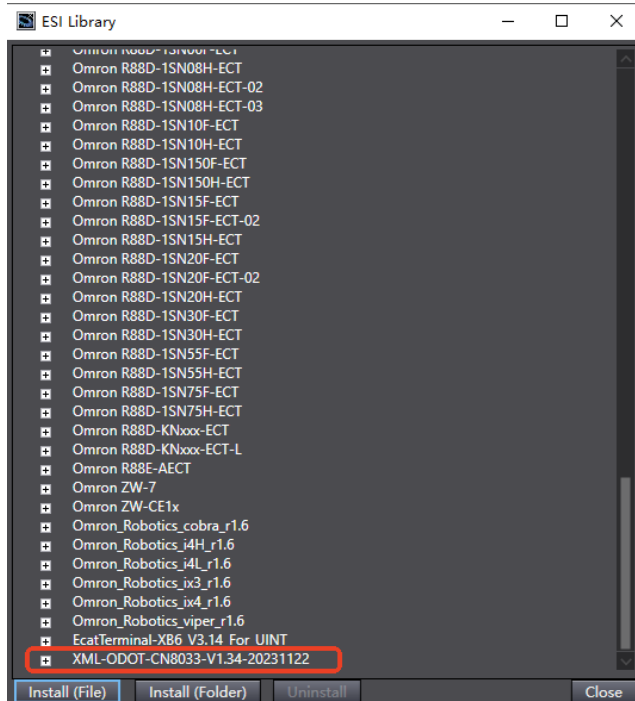 ESI Library
Omron R88D-1SN08H-ECT
Omron R88D-1SN08H-ECT-02
Omron R88D-1SN08H-ECT-03
Omron R88D-1SN10F-ECT
Omron R88D-1SN10H-ECT
Omron R88D-1SN150F-ECT
Omron R88D-1SN150H-ECT
Omron R88D-1SN15F-ECT
Omron R88D-1SN15F-ECT-02
Omron R88D-1SN15H-ECT
Omron R88D-1SN20F-ECT
Omron R88D-1SN20F-ECT-02
Omron R88D-1SN20H-ECT
Omron R88D-1SN30F-ECT
Omron R88D-1SN30H-ECT
Omron R88D-1SN55F-ECT
Omron R88D-1SN55H-ECT
Omron R88D-1SN75F-ECT
Omron R88D-1SN75H-ECT
Omron R88D-KNxxx-ECT
Omron R88D-KNxxx-ECT-L
Omron R88E-AECT
Omron ZW-7
Omron ZW-CE1x
Omron_Robotics_cobra_r1.6
Omron_Robotics_i4H_r1.6
Omron_Robotics_i4L_r1.6
Omron_Robotics_ix3_r1.6
Omron_Robotics_ix4_r1.6
Omron_Robotics_viper_r1.6
EcatTerminal-XB6_V3.14_For UINT
XML-ODOT-CN8033-V1.34-20231122
Install (File) Install (Folder) Uninstall Close